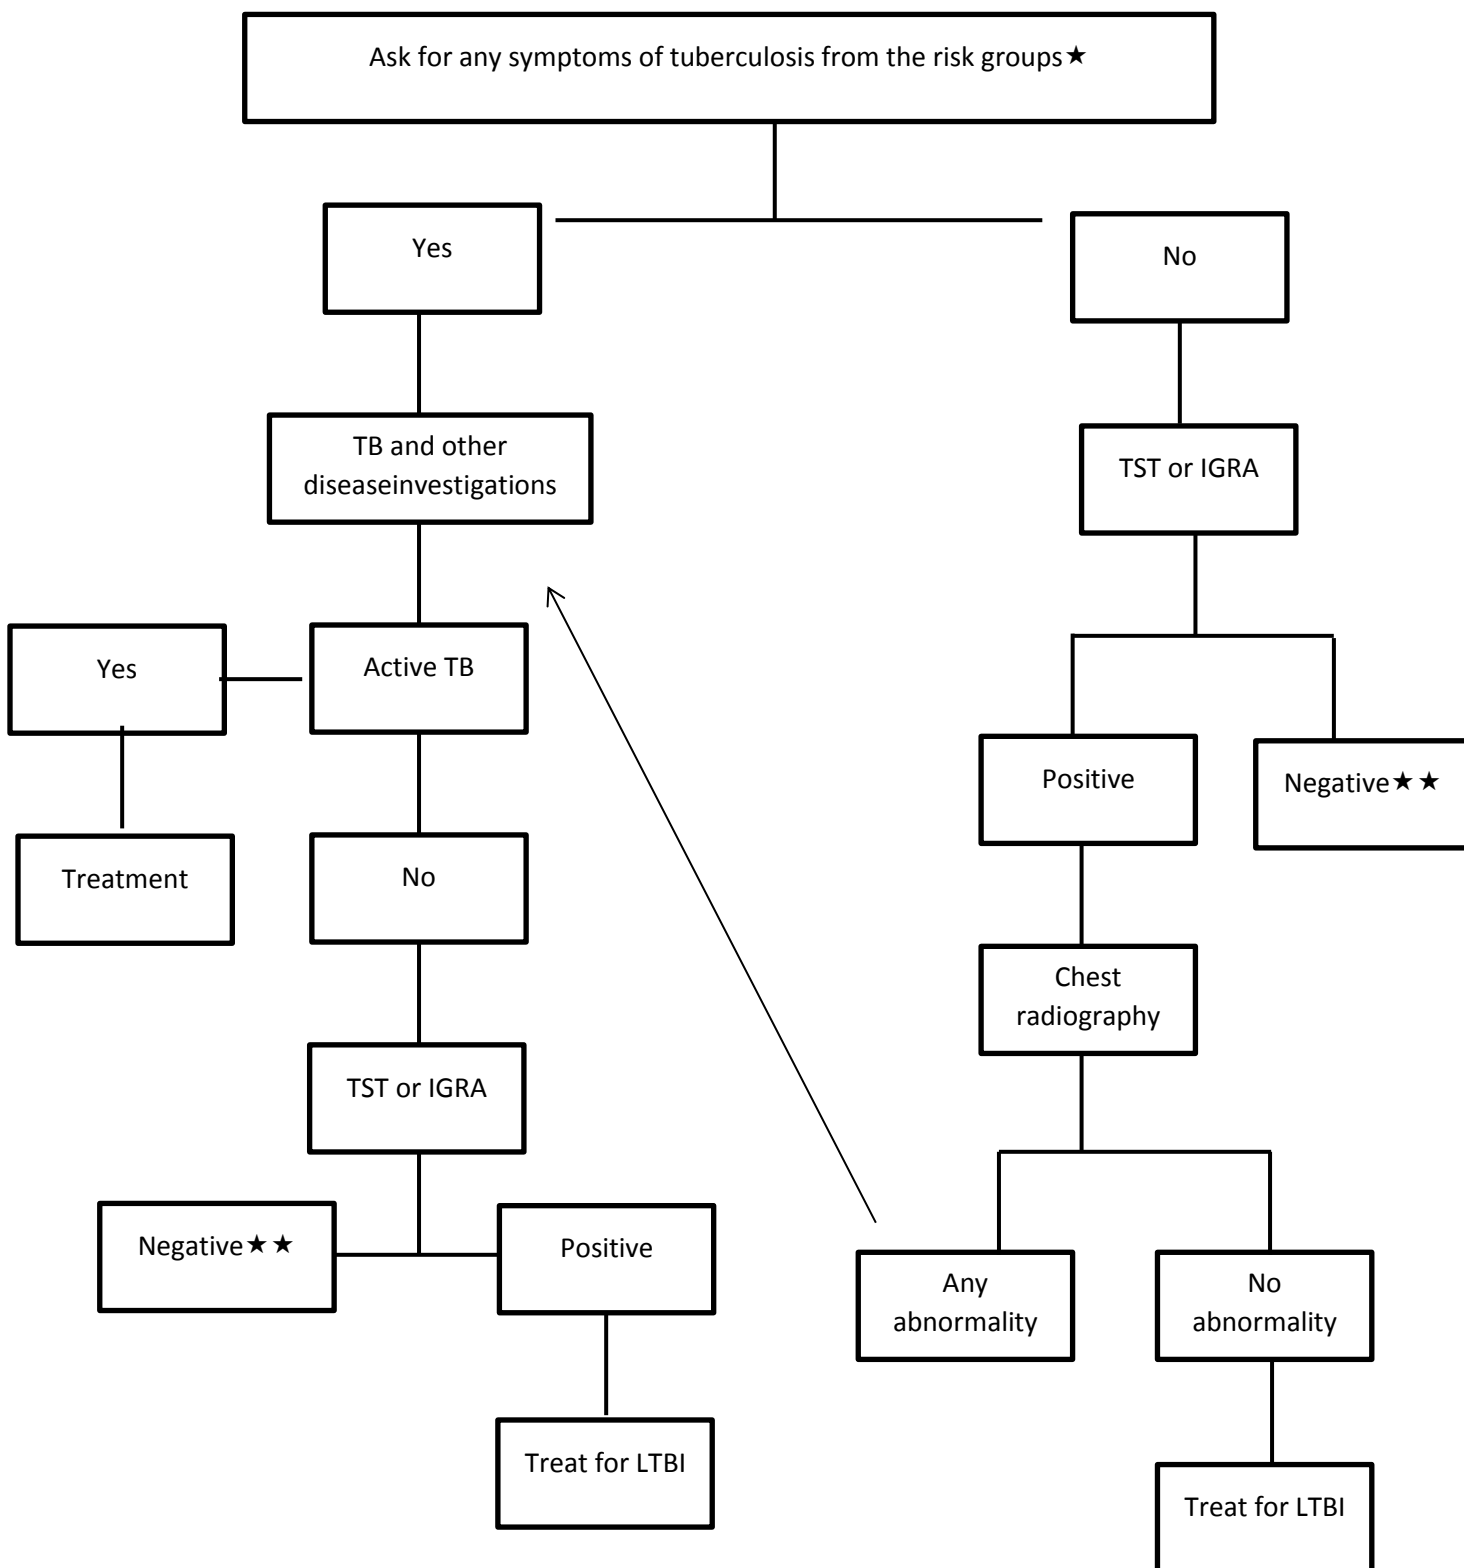 Ask for any symptoms of tuberculosis from the risk groups★
Yes
No
TB and other
diseaseinvestigations
TST or IGRA
Yes
Active TB
Positive
Negative★★
Treatment
No
Chest
radiography
TST or IGRA
Negative★★
Positive
Any
abnormality
No
abnormality
Treat for LTBI
Treat for LTBI